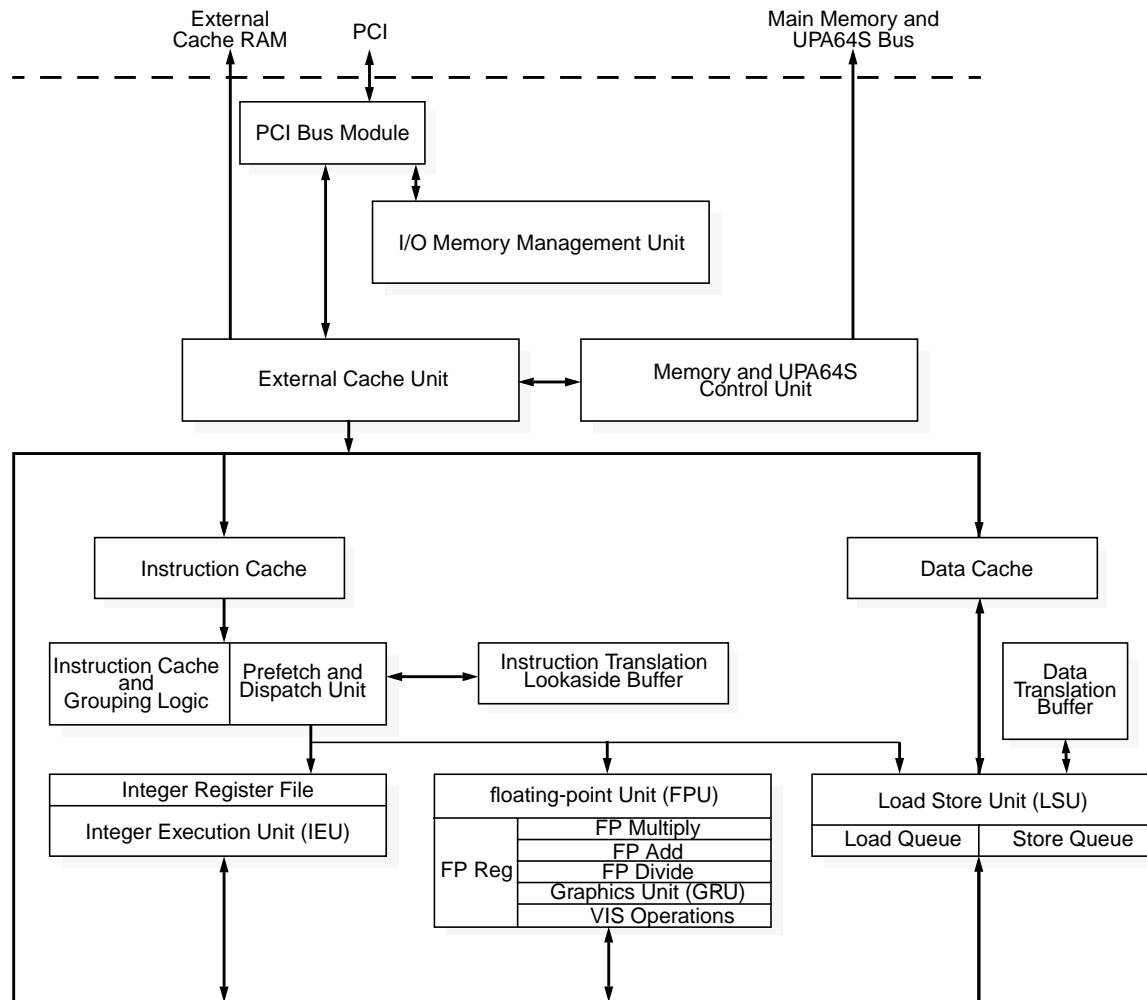 External
Cache RAM
PCI
Main Memory and
UPA64S Bus
PCI Bus Module
I/O Memory Management Unit
External Cache Unit
Memory and UPA64S
Control Unit
Instruction Cache
Data Cache
Instruction Cache
and
Grouping Logic
Prefetch and
Dispatch Unit
Instruction Translation
Lookaside Buffer
Data
Translation
Buffer
Integer Register File
Integer Execution Unit (IEU)
floating-point Unit (FPU)
FP Reg
FP Multiply
FP Add
FP Divide
Graphics Unit (GRU)
VIS Operations
Load Store Unit (LSU)
Load Queue
Store Queue